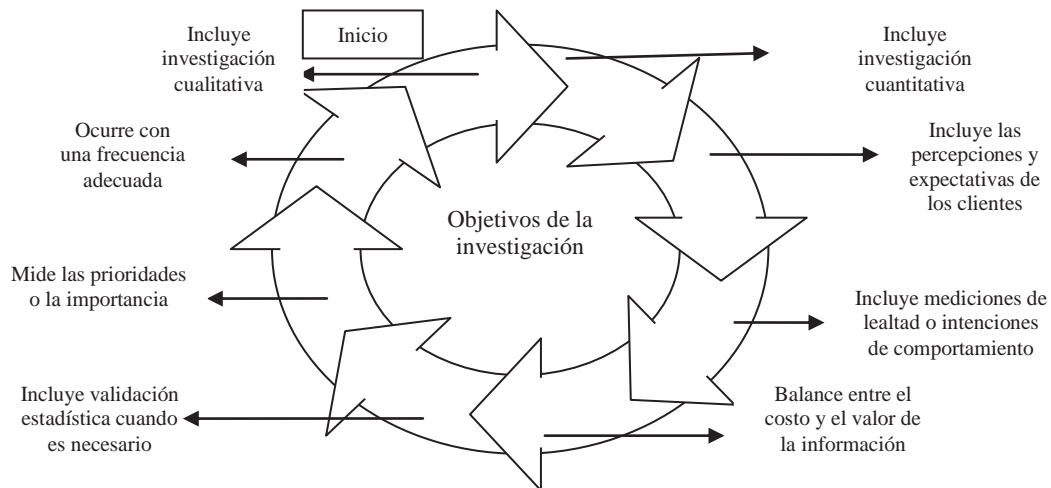 Inicio
Incluye
investigación
cualitativa
Incluye
investigación
cuantitativa
Ocurre con
una frecuencia
adecuada
Incluye las
percepciones y
expectativas de
los clientes
Objetivos de la
investigación
Mide las prioridades
o la importancia
Incluye mediciones de
lealtad o intenciones
de comportamiento
Incluye validación
estadística cuando
es necesario
Balance entre el
costo y el valor de
la información